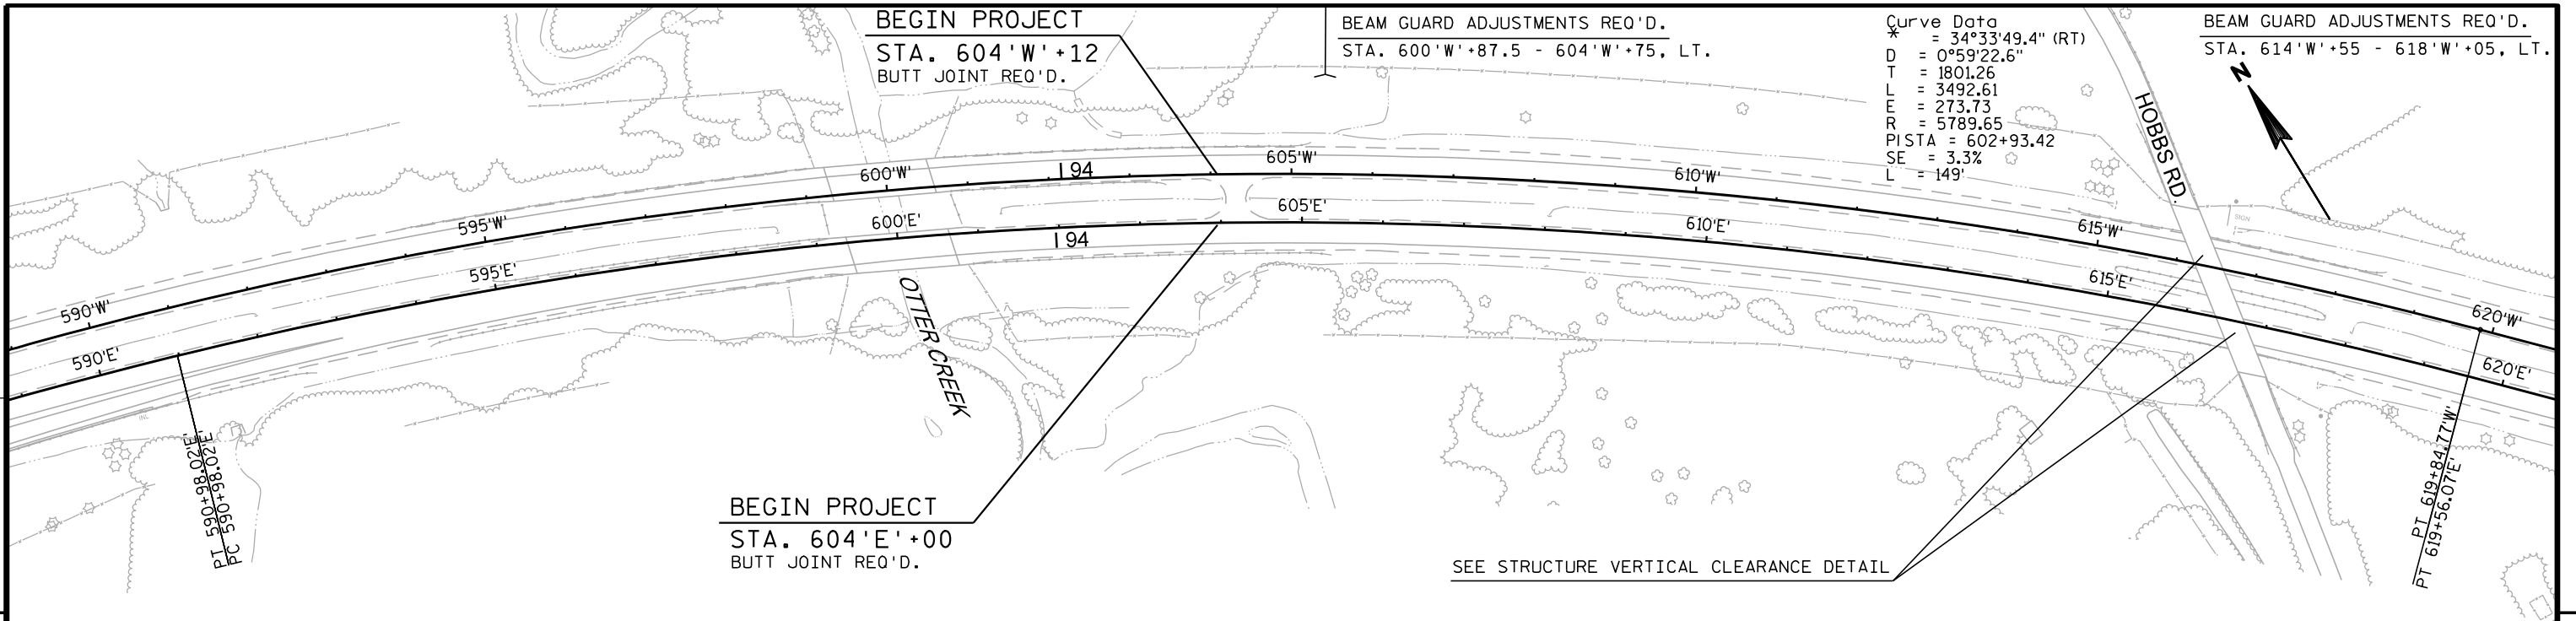 BEGIN PROJECT
STA. 604'W'+12
BUTT JOINT REQ'D.
BEAM GUARD ADJUSTMENTS REQ'D.
STA. 600'W'+87.5 - 604'W'+75, LT.
Curve Data
* = 34°33'49.4" (RT)
D = 0°59'22.6"
T = 1801.26
L = 3492.61
E = 273.73
R = 5789.65
PISTA = 602+93.42
SE = 3.3%
L = 149'
BEAM GUARD ADJUSTMENTS REQ'D.
STA. 614'W'+55 - 618'W'+05, LT.
N
HOBBS RD.
590'W'
595'W'
600'W'
I 94
605'W'
610'W'
615'W'
620'W'
590'E'
595'E'
600'E'
I 94
605'E'
610'E'
615'E'
620'E'
SIGN
OTTER CREEK
PT 590+98.02'E'
PC 590+98.02'E'
PT 619+84.77'W'
PT 619+56.07'E'
BEGIN PROJECT
STA. 604'E'+00
BUTT JOINT REQ'D.
SEE STRUCTURE VERTICAL CLEARANCE DETAIL